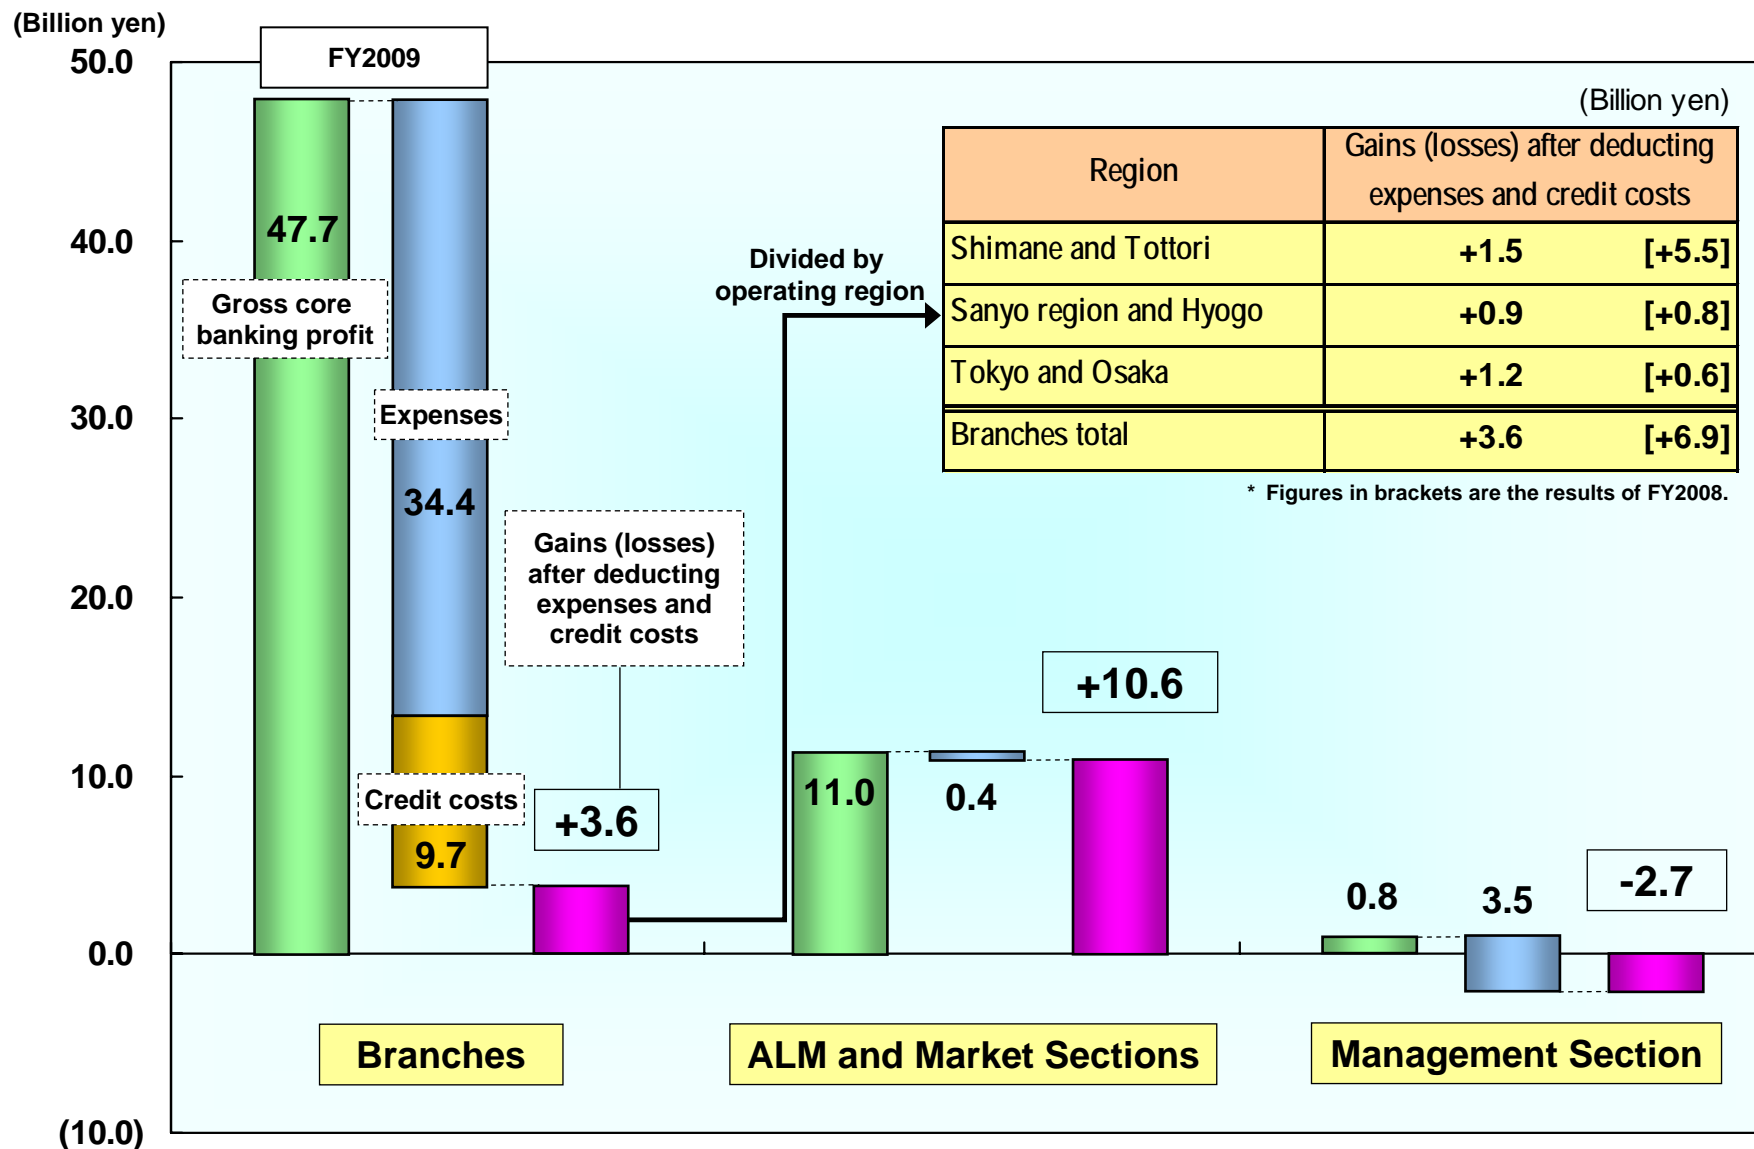 (Billion yen)
FY2009
50.0
40.0
30.0
20.0
10.0
0.0
(10.0)
47.7
Gross core
banking profit
Expenses
34.4
Credit costs
9.7
Gains (losses)
after deducting
expenses and
credit costs
+3.6
Divided by
operating region
(Billion yen)
Region
Gains (losses) after deducting
expenses and credit costs
Shimane and Tottori +1.5 [+5.5]
Sanyo region and Hyogo +0.9 [+0.8]
Tokyo and Osaka +1.2 [+0.6]
Branches total +3.6 [+6.9]
* Figures in brackets are the results of FY2008.
11.0
0.4
+10.6
0.8
3.5
-2.7
Branches
ALM and Market Sections
Management Section